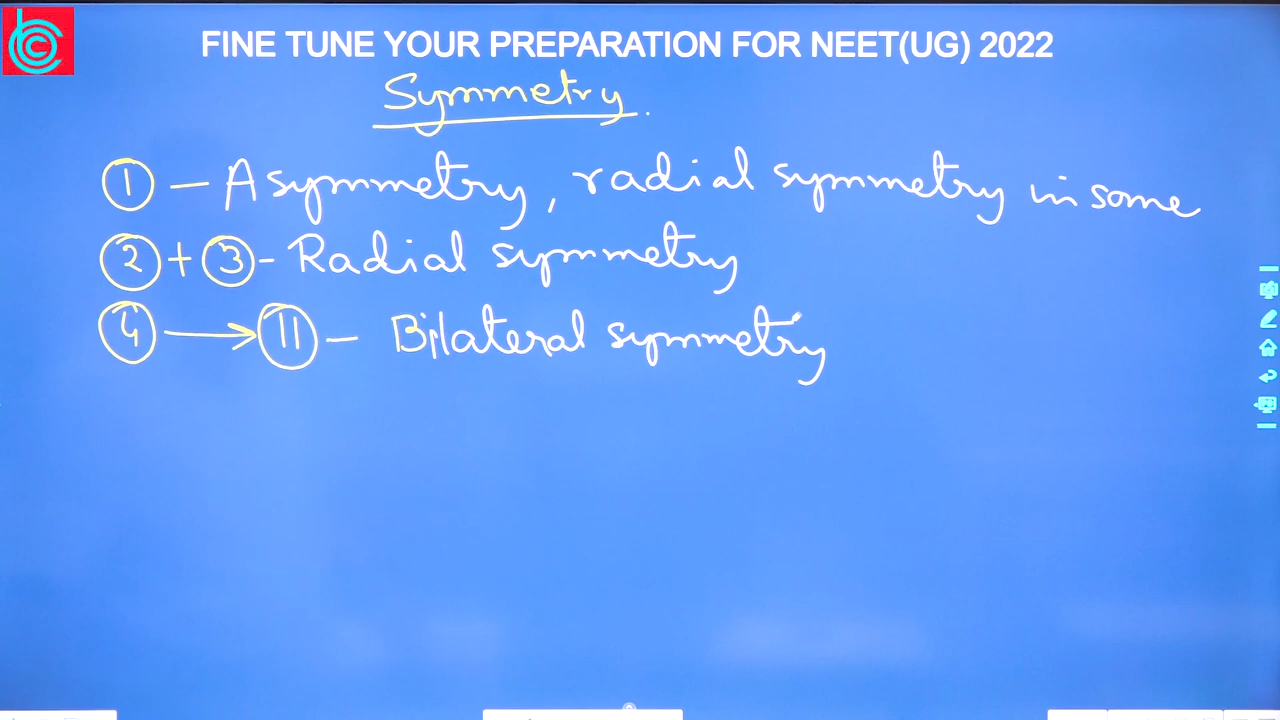 FINE TUNE YOUR PREPARATION FOR NEET(UG) 2022
Symmetry.
① — Asymmetry, radial symmetry in some
② + ③ - Radial symmetry
④ → ⑪ — Bilateral symmetry